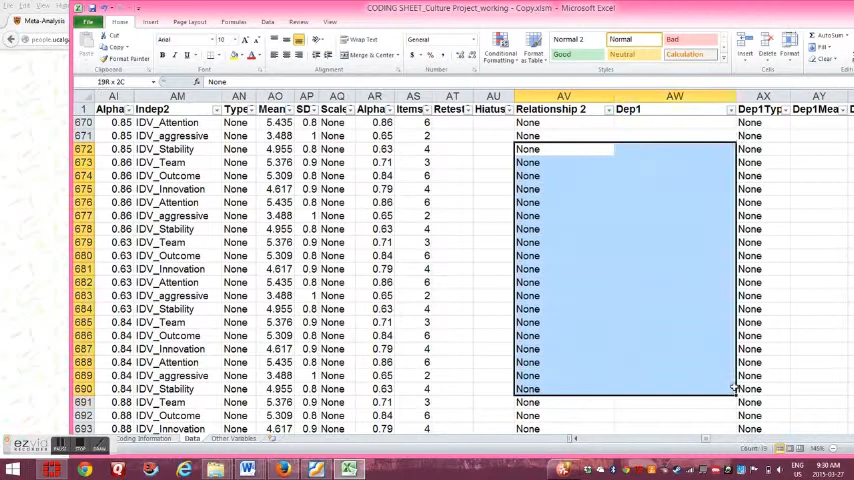 CODING SHEET_Culture Project_working - Copy.xlsm - Microsoft Excel
File Edit
Meta-Analysis
people.ucalg
File Home Insert Page Layout Formulas Data Review View
Cut
Copy
Format Painter
Clipboard
Arial
Font
Wrap Text
Merge & Center
Alignment
General
Number
Conditional Formatting Format as Table
Normal 2 Normal Bad
Good Neutral Calculation
Styles
Insert Delete Format
Cells
AutoSum
Fill
Clear
19R x 2C fx None
AI AM AN AO AP AQ AR AS AT AU AV AW AX AY
1 Alpha Indep2 Type Mean SD Scale Alpha Items Retest Hiatus Relationship 2 Dep1 Dep1Typ Dep1Mea
670 0.85 IDV_Attention None 5.435 0.8 None 0.86 6 None None
671 0.85 IDV_aggressive None 3.488 1 None 0.65 2 None None
672 0.85 IDV_Stability None 4.955 0.8 None 0.63 4 None None
673 0.85 IDV_Team None 5.376 0.9 None 0.71 3 None None
674 0.85 IDV_Outcome None 5.309 0.8 None 0.84 6 None None
675 0.85 IDV_Innovation None 4.617 0.9 None 0.79 4 None None
676 0.85 IDV_Attention None 5.435 0.8 None 0.86 6 None None
677 0.85 IDV_aggressive None 3.488 1 None 0.65 2 None None
678 0.85 IDV_Stability None 4.955 0.8 None 0.63 4 None None
679 0.63 IDV_Team None 5.376 0.9 None 0.71 3 None None
680 0.63 IDV_Outcome None 5.309 0.8 None 0.84 6 None None
681 0.63 IDV_Innovation None 4.617 0.9 None 0.79 4 None None
682 0.63 IDV_Attention None 5.435 0.8 None 0.86 6 None None
683 0.63 IDV_aggressive None 3.488 1 None 0.65 2 None None
684 0.63 IDV_Stability None 4.955 0.8 None 0.63 4 None None
685 0.84 IDV_Team None 5.376 0.9 None 0.71 3 None None
686 0.84 IDV_Outcome None 5.309 0.8 None 0.84 6 None None
687 0.84 IDV_Innovation None 4.617 0.9 None 0.79 4 None None
688 0.84 IDV_Attention None 5.435 0.8 None 0.86 6 None None
689 0.84 IDV_aggressive None 3.488 1 None 0.65 2 None None
690 0.84 IDV_Stability None 4.955 0.8 None 0.63 4 None None
691 0.88 IDV_Team None 5.376 0.9 None 0.71 3 None None
692 0.88 IDV_Outcome None 5.309 0.8 None 0.84 6 None None
693 0.88 IDV_Innovation None 4.617 0.9 None 0.79 4 None None
ezvid
RECORDER
PAUSE STOP DRAW
Coding Information Data Other Variables
Count: 19 145%
ENG 9:30 AM
US 2015-03-27